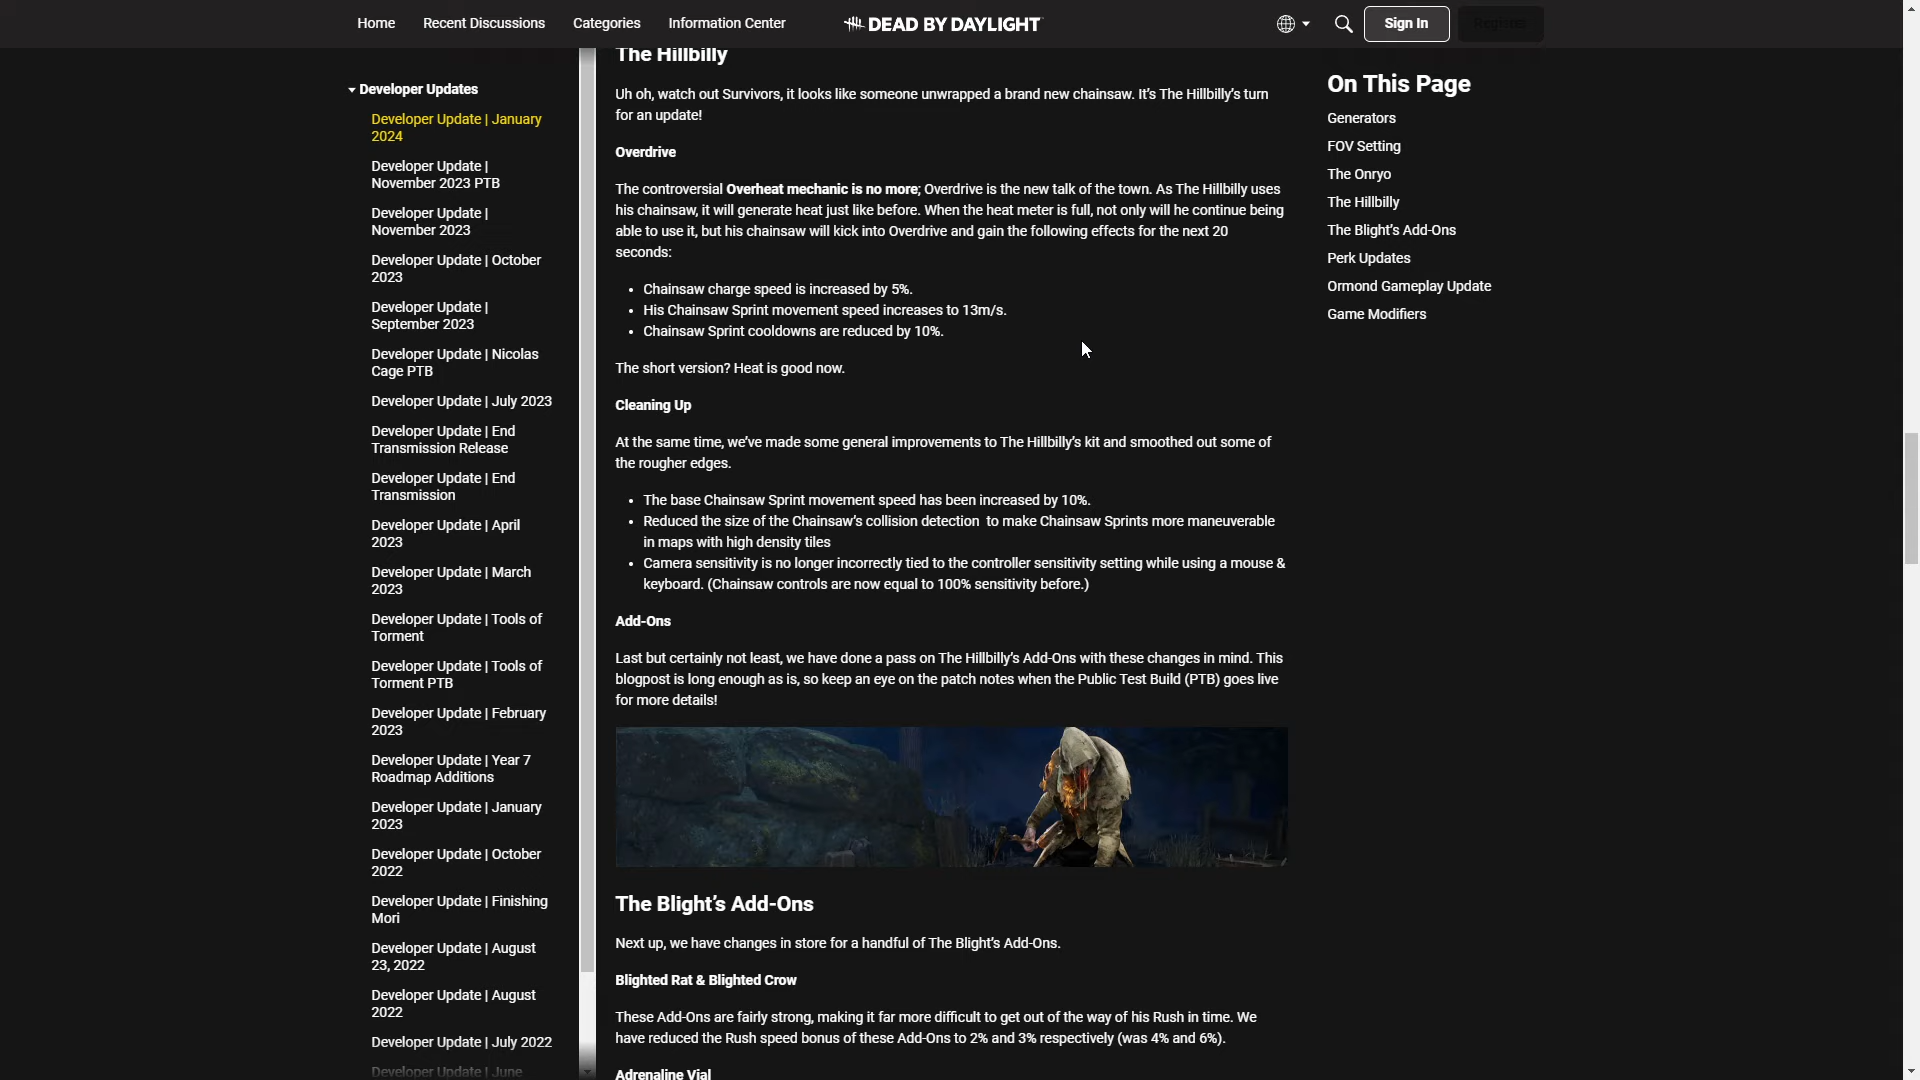 Home
Recent Discussions
Categories
Information Center
DEAD BY DAYLIGHT
Sign In
Register
Developer Updates
Developer Update | January
2024
Developer Update |
November 2023 PTB
Developer Update |
November 2023
Developer Update | October
2023
Developer Update |
September 2023
Developer Update | Nicolas
Cage PTB
Developer Update | July 2023
Developer Update | End
Transmission Release
Developer Update | End
Transmission
Developer Update | April
2023
Developer Update | March
2023
Developer Update | Tools of
Torment
Developer Update | Tools of
Torment PTB
Developer Update | February
2023
Developer Update | Year 7
Roadmap Additions
Developer Update | January
2023
Developer Update | October
2022
Developer Update | Finishing
Mori
Developer Update | August
23, 2022
Developer Update | August
2022
Developer Update | July 2022
Developer Update | June
The Hillbilly
Uh oh, watch out Survivors, it looks like someone unwrapped a brand new chainsaw. It’s The Hillbilly’s turn
for an update!
Overdrive
The controversial Overheat mechanic is no more; Overdrive is the new talk of the town. As The Hillbilly uses
his chainsaw, it will generate heat just like before. When the heat meter is full, not only will he continue being
able to use it, but his chainsaw will kick into Overdrive and gain the following effects for the next 20
seconds:
• Chainsaw charge speed is increased by 5%.
• His Chainsaw Sprint movement speed increases to 13m/s.
• Chainsaw Sprint cooldowns are reduced by 10%.
The short version? Heat is good now.
Cleaning Up
At the same time, we’ve made some general improvements to The Hillbilly’s kit and smoothed out some of
the rougher edges.
• The base Chainsaw Sprint movement speed has been increased by 10%.
• Reduced the size of the Chainsaw’s collision detection  to make Chainsaw Sprints more maneuverable
in maps with high density tiles
• Camera sensitivity is no longer incorrectly tied to the controller sensitivity setting while using a mouse &
keyboard. (Chainsaw controls are now equal to 100% sensitivity before.)
Add-Ons
Last but certainly not least, we have done a pass on The Hillbilly’s Add-Ons with these changes in mind. This
blogpost is long enough as is, so keep an eye on the patch notes when the Public Test Build (PTB) goes live
for more details!
The Blight’s Add-Ons
Next up, we have changes in store for a handful of The Blight’s Add-Ons.
Blighted Rat & Blighted Crow
These Add-Ons are fairly strong, making it far more difficult to get out of the way of his Rush in time. We
have reduced the Rush speed bonus of these Add-Ons to 2% and 3% respectively (was 4% and 6%).
Adrenaline Vial
On This Page
Generators
FOV Setting
The Onryo
The Hillbilly
The Blight’s Add-Ons
Perk Updates
Ormond Gameplay Update
Game Modifiers